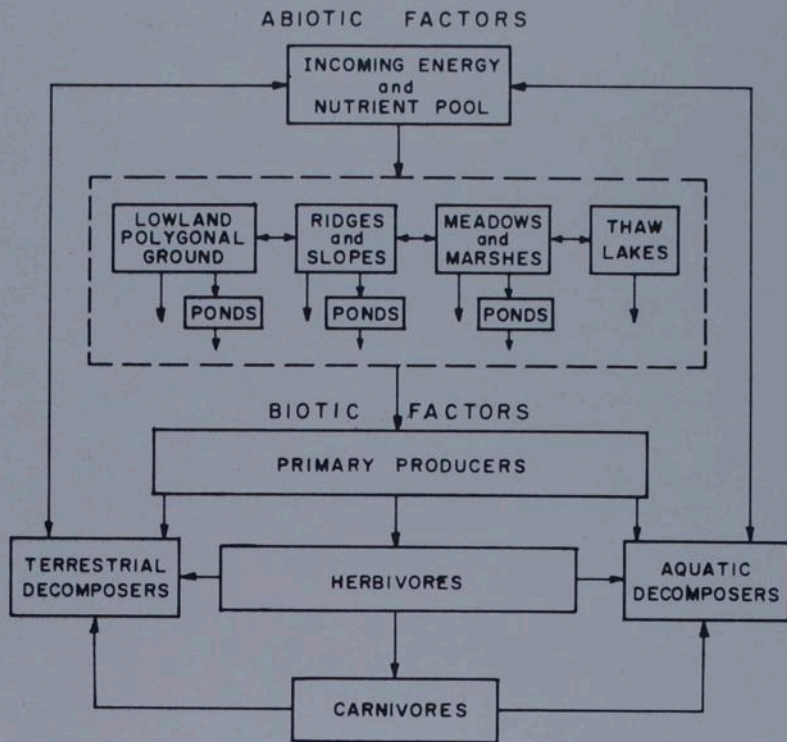 ABIOTIC FACTORS
INCOMING ENERGY
and
NUTRIENT POOL
LOWLAND
POLYGONAL
GROUND
RIDGES
and
SLOPES
MEADOWS
and
MARSHES
THAW
LAKES
PONDS
PONDS
PONDS
BIOTIC FACTORS
PRIMARY PRODUCERS
TERRESTRIAL
DECOMPOSERS
HERBIVORES
AQUATIC
DECOMPOSERS
CARNIVORES